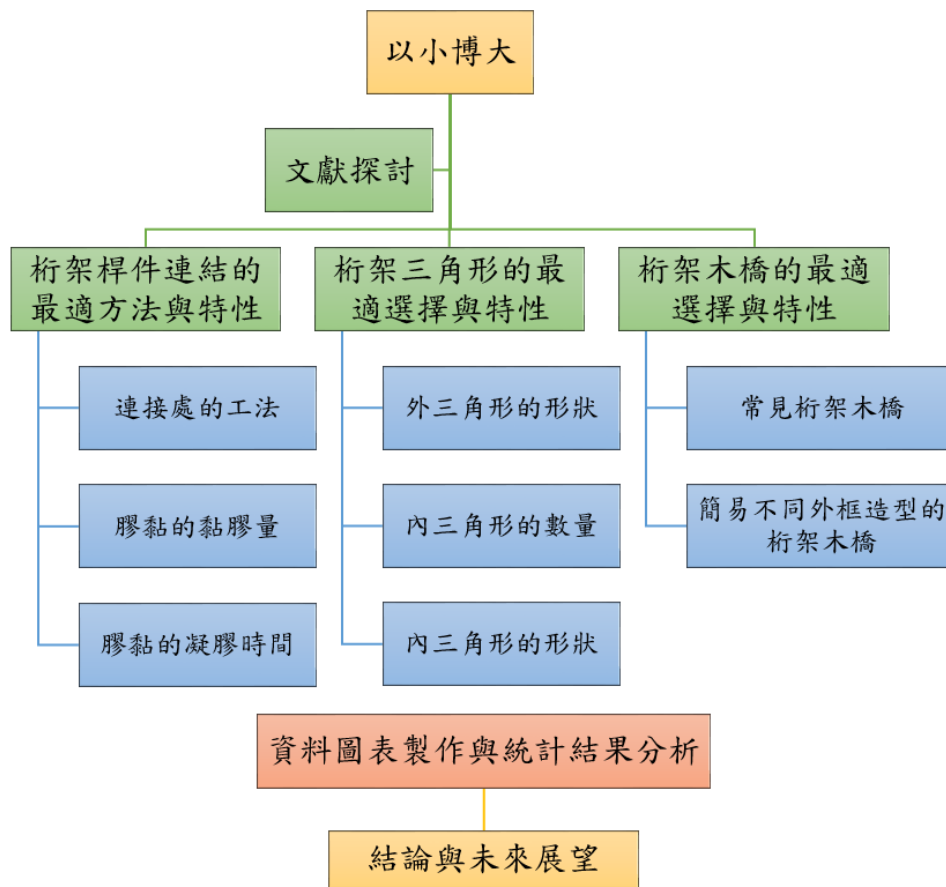 以小博大
文獻探討
桁架桿件連結的
最適方法與特性
連接處的工法
膠黏的黏膠量
膠黏的凝膠時間
桁架三角形的最
適選擇與特性
外三角形的形狀
內三角形的數量
內三角形的形狀
桁架木橋的最適
選擇與特性
常見桁架木橋
簡易不同外框造型的
桁架木橋
資料圖表製作與統計結果分析
結論與未來展望